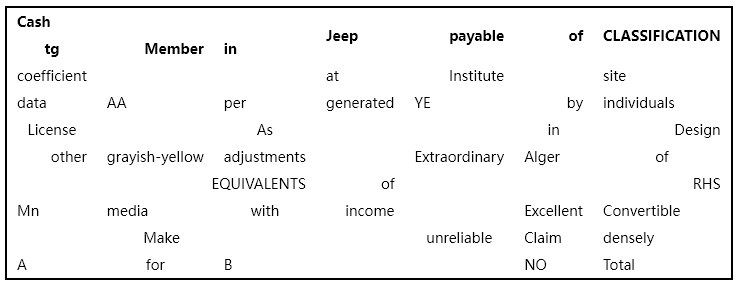 Cash
Jeep payable of CLASSIFICATION
tg Member in
coefficient at Institute site
data AA per generated YE by individuals
License As in Design
other grayish-yellow adjustments Extraordinary Alger of
EQUIVALENTS of RHS
Mn media with income Excellent Convertible
Make unreliable Claim densely
A for B NO Total